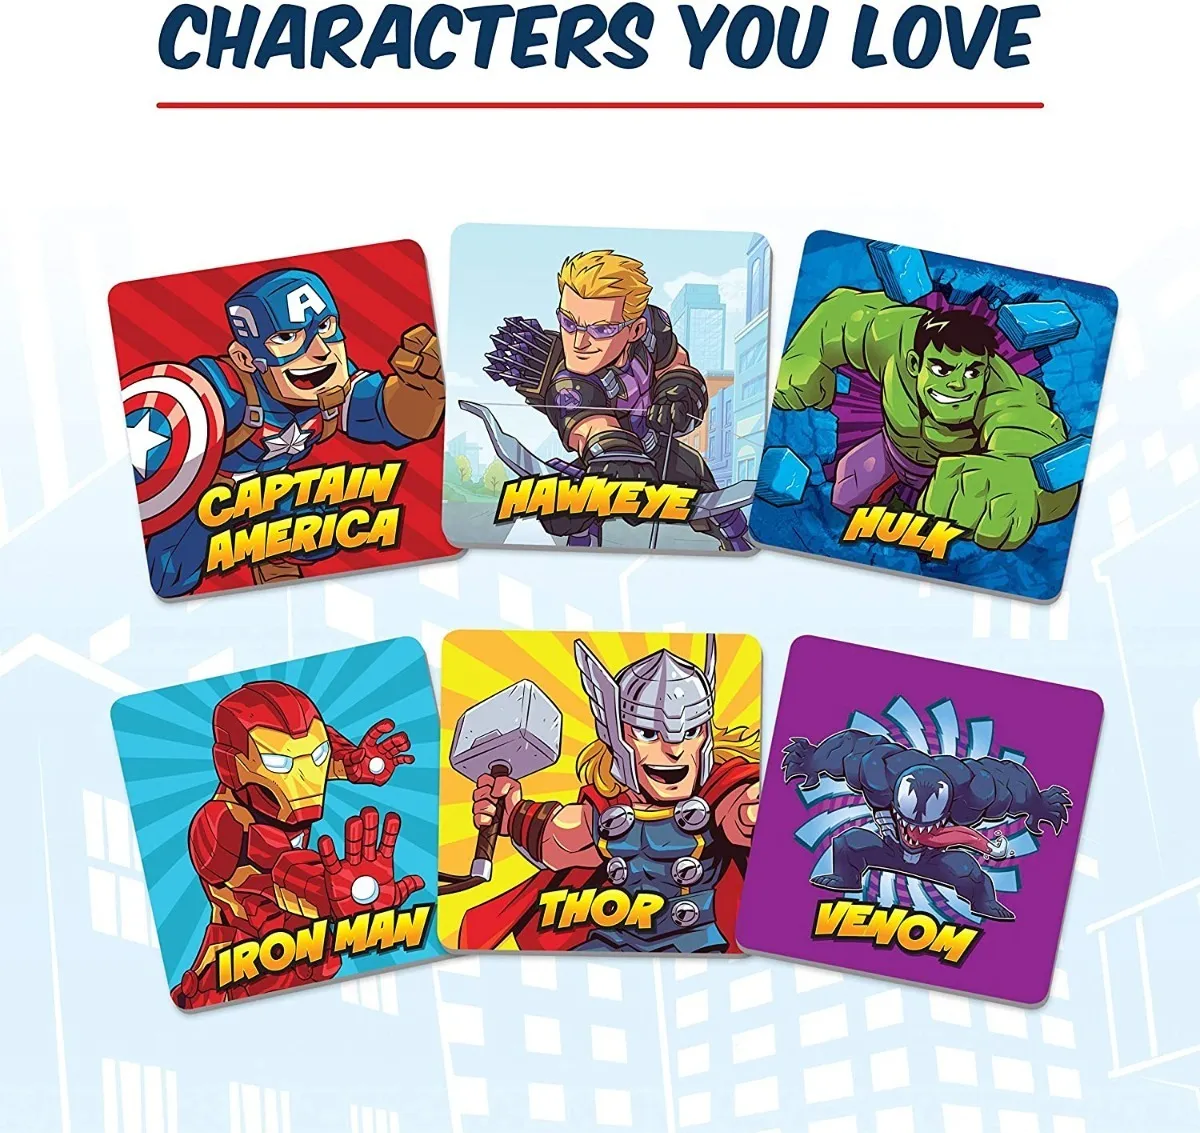 CHARACTERS YOU LOVE
A
CAPTAIN
AMERICA
HAWKEYE
HULK
IRON MAN
THOR
VENOM